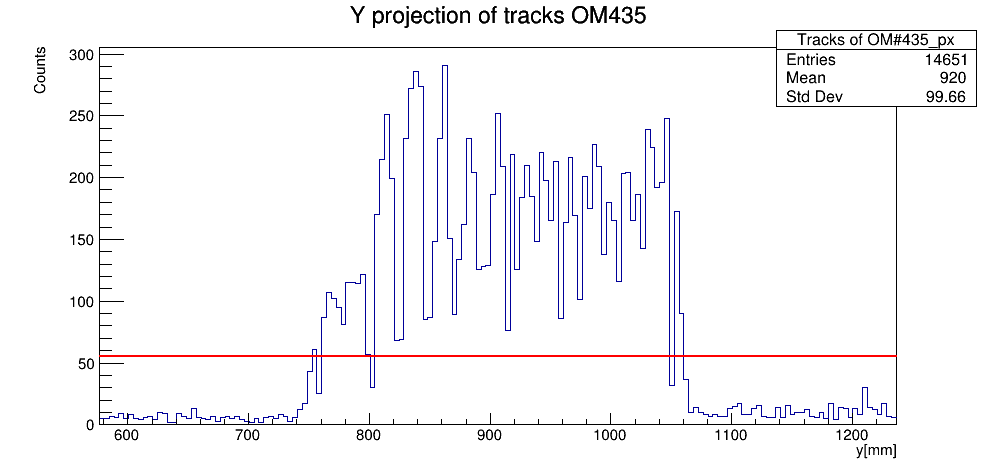 Y projection of tracks OM435
Tracks of OM#435_px
Entries 14651
Mean 920
Std Dev 99.66
Counts
300
250
200
150
100
50
0
600 700 800 900 1000 1100 1200
y[mm]